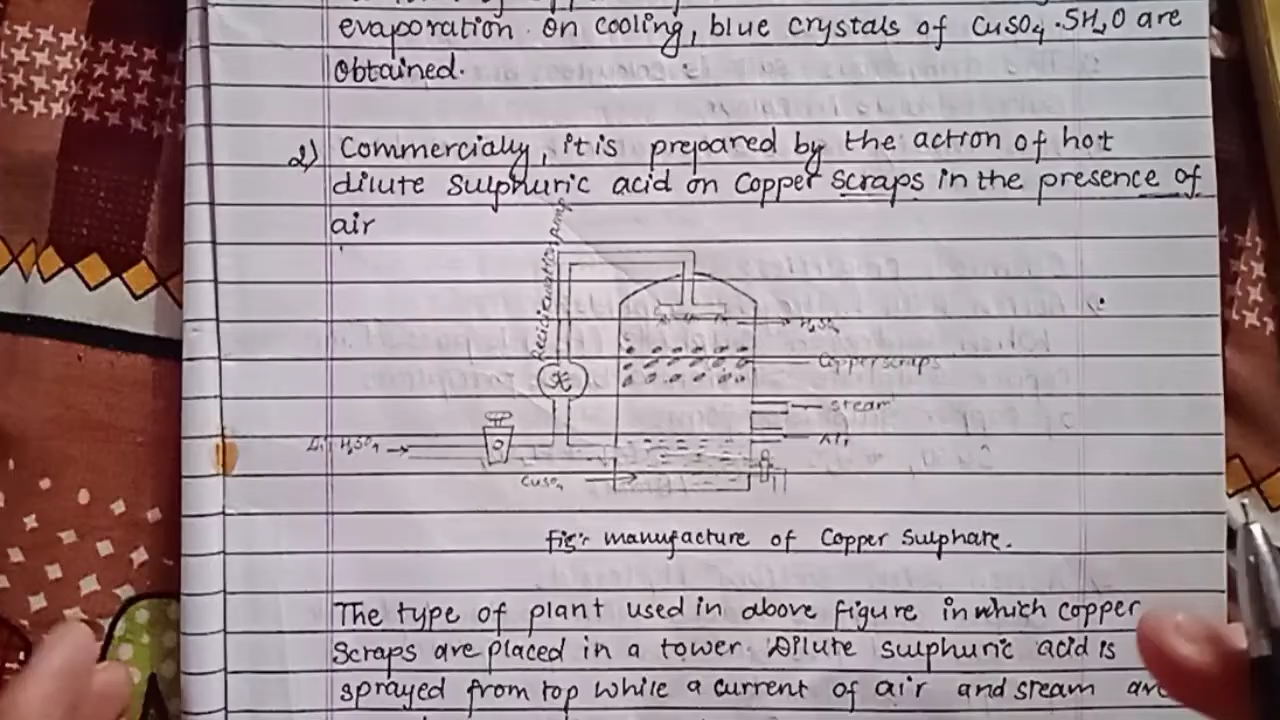 evaporation. On cooling, blue crystals of CuSO4.5H2O are
obtained.
2) Commercially, it is prepared by the action of hot
dilute Sulphuric acid on Copper scraps in the presence of
air
pump
H2SO4
Copper scraps
steam
Air
H2SO4 →
CuSO4
Fig:- manufacture of Copper Sulphate.
The type of plant used in above figure in which copper
Scraps are placed in a tower. Dilute sulphuric acid is
sprayed from top while a current of air and steam are